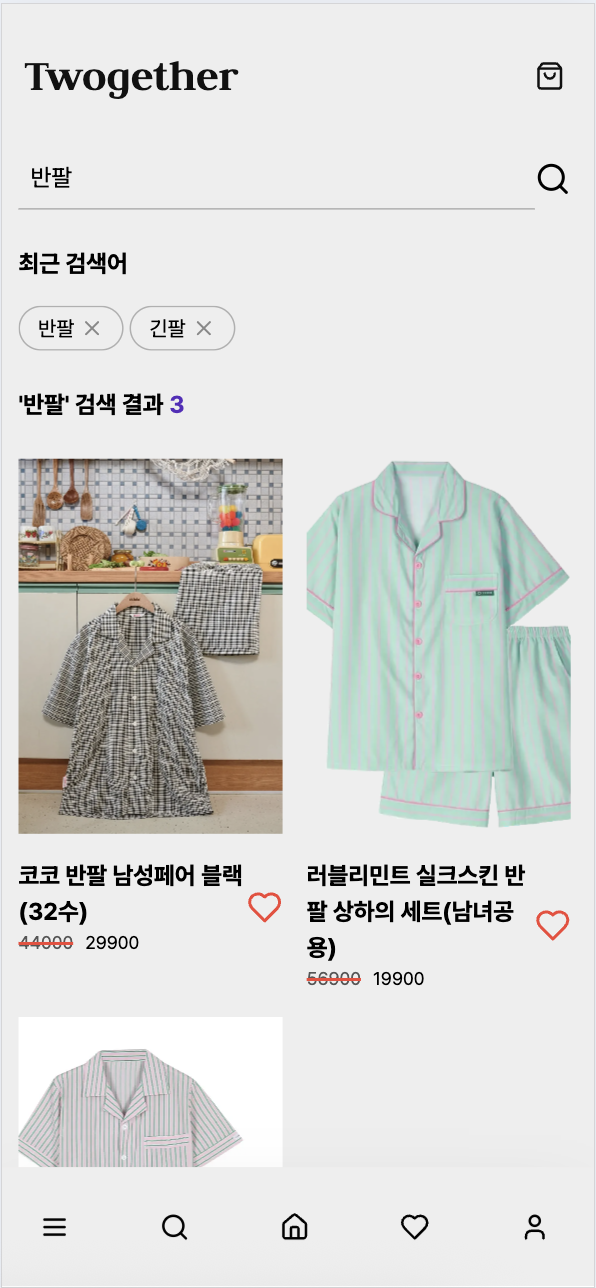 Twogether
반팔
최근 검색어
반팔
긴팔
'반팔' 검색 결과 3
코코 반팔 남성페어 블랙
(32수)
44000 29900
러블리민트 실크스킨 반
팔 상하의 세트(남녀공
용)
56900 19900